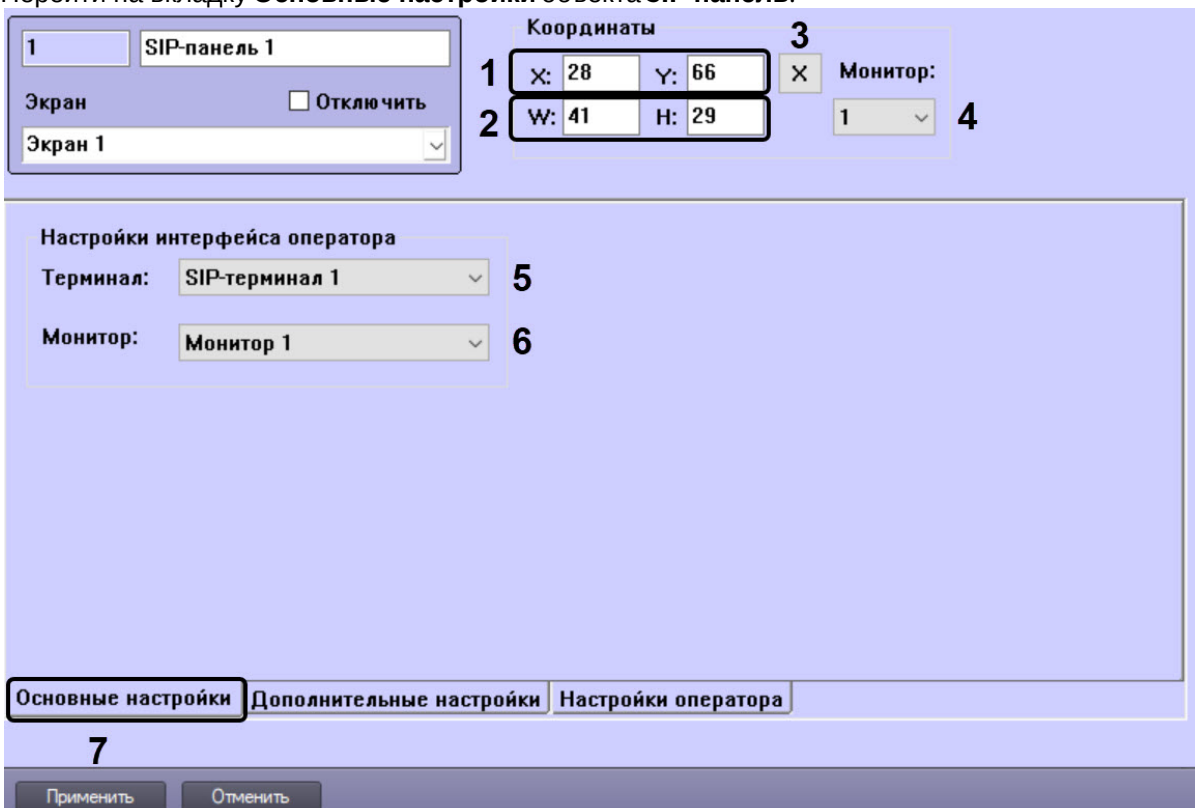 Перейти на вкладку Основные настройки объекта SIP-панель.
1 SIP-панель 1
Экран Отключить
Экран 1
Координаты
1 X: 28 Y: 66 3 X Монитор:
2 W: 41 H: 29 1 4
Настройки интерфейса оператора
Терминал: SIP-терминал 1 5
Монитор: Монитор 1 6
Основные настройки Дополнительные настройки Настройки оператора
7
Применить Отменить